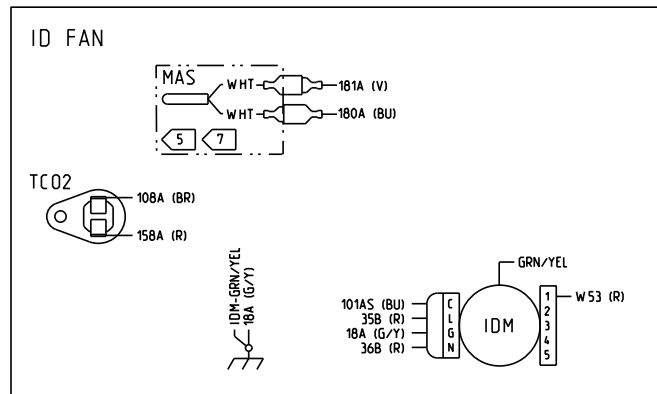 ID FAN
MAS
WHT 181A (V)
WHT 180A (BU)
5 7
TC02
108A (BR)
158A (R)
IDM-GRN/YEL
18A (G/Y)
GRN/YEL
101AS (BU) C
35B (R) L
18A (G/Y) G
36B (R) N
IDM
1 W53 (R)
2
3
4
5